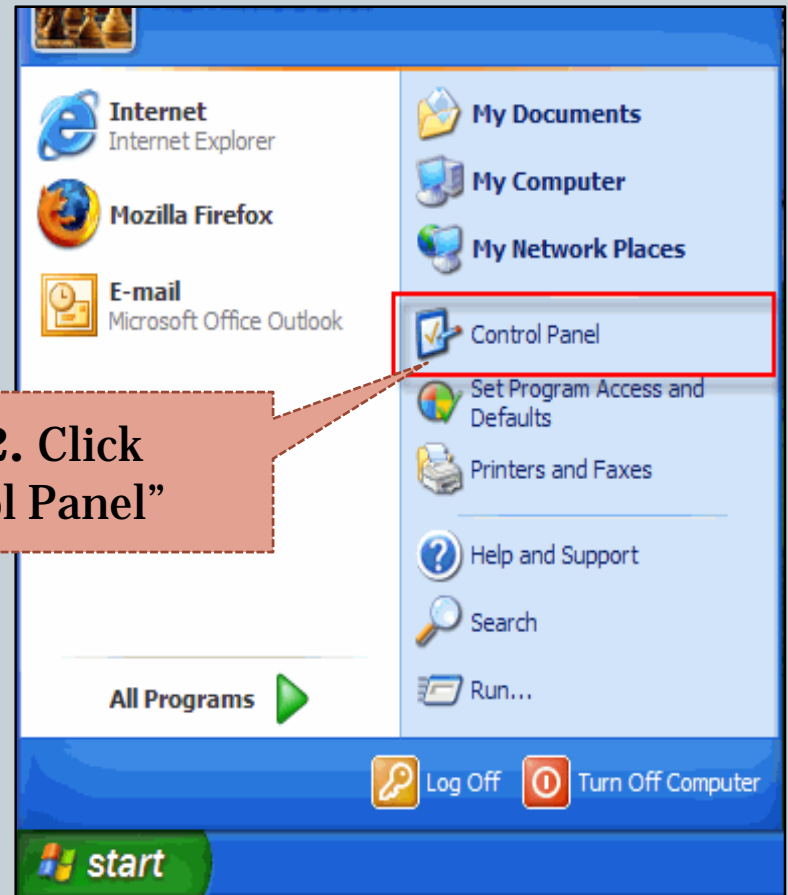 Internet
Internet Explorer
Mozilla Firefox
E-mail
Microsoft Office Outlook
2. Click
Panel”
All Programs
My Documents
My Computer
My Network Places
Control Panel
Set Program Access and
Defaults
Printers and Faxes
Help and Support
Search
Run...
Log Off
Turn Off Computer
start